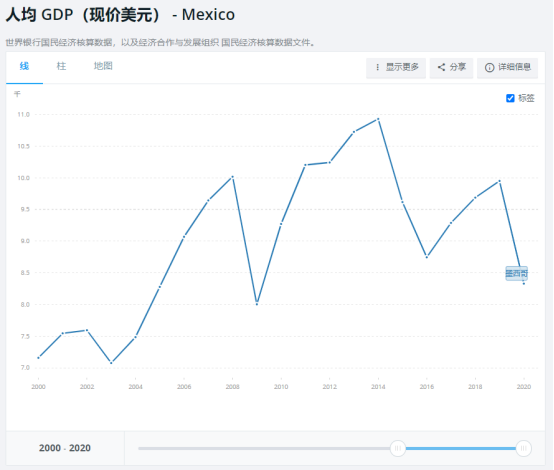 人均 GDP（现价美元） - Mexico
世界银行国民经济核算数据，以及经济合作与发展组织 国民经济核算数据文件。
线 柱 地图 显示更多 分享 详细信息
千 标签
11.0
10.5
10.0
9.5
9.0
8.5
墨西哥
8.0
7.5
7.0
2000 2002 2004 2006 2008 2010 2012 2014 2016 2018 2020
2000 - 2020